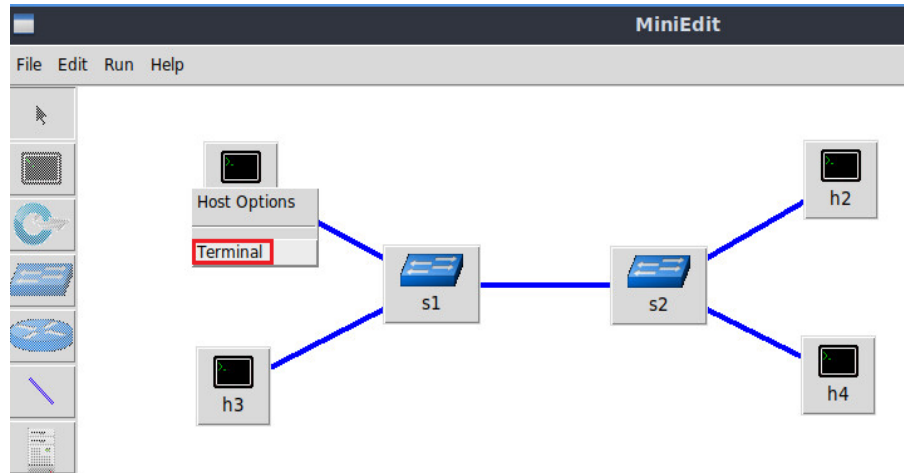 MiniEdit
File Edit Run Help
Host Options
Terminal
h2
s1
s2
h3
h4